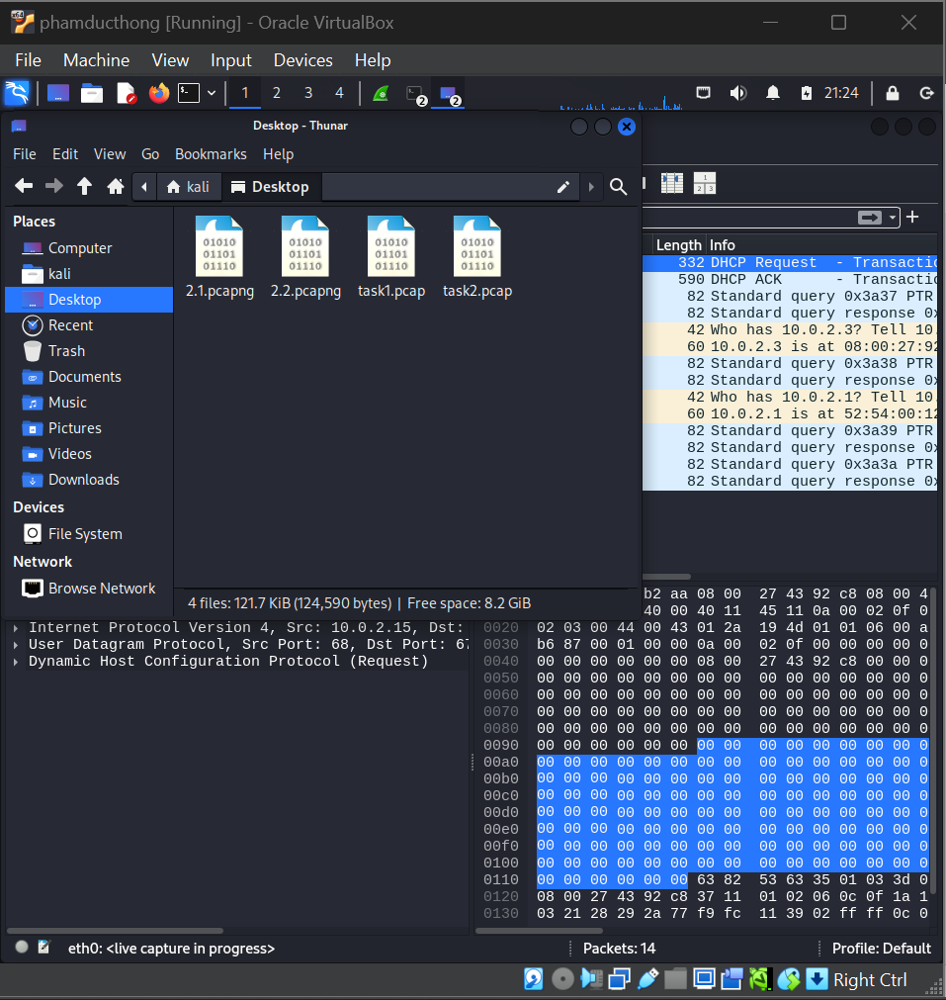 phamducthong [Running] - Oracle VirtualBox
File Machine View Input Devices Help
1 2 3 4 2 2 21:24
Desktop - Thunar
File Edit View Go Bookmarks Help
kali Desktop
Places
Computer
kali
Desktop
Recent
Trash
Documents
Music
Pictures
Videos
Downloads
Devices
File System
Network
Browse Network
01010 01101 01110
01010 01101 01110
01010 01101 01110
01010 01101 01110
2.1.pcapng 2.2.pcapng task1.pcap task2.pcap
4 files: 121.7 KiB (124,590 bytes) | Free space: 8.2 GiB
Length Info
332 DHCP Request - Transactio
590 DHCP ACK - Transactio
82 Standard query 0x3a37 PTR
82 Standard query response 0x
42 Who has 10.0.2.3? Tell 10.
60 10.0.2.3 is at 08:00:27:92
82 Standard query 0x3a38 PTR
82 Standard query response 0x
42 Who has 10.0.2.1? Tell 10.
60 10.0.2.1 is at 52:54:00:12
82 Standard query 0x3a39 PTR
82 Standard query response 0x
82 Standard query 0x3a3a PTR
82 Standard query response 0x
Internet Protocol Version 4, Src: 10.0.2.15, Dst:
User Datagram Protocol, Src Port: 68, Dst Port: 67
Dynamic Host Configuration Protocol (Request)
b2 aa 08 00 27 43 92 c8 08 00 4
40 00 40 11 45 11 0a 00 02 0f 0
0020 02 03 00 44 00 43 01 2a 19 4d 01 01 06 00 a
0030 b6 87 00 01 00 00 0a 00 02 0f 00 00 00 00 0
0040 00 00 00 00 00 00 08 00 27 43 92 c8 00 00 0
0050 00 00 00 00 00 00 00 00 00 00 00 00 00 00 0
0060 00 00 00 00 00 00 00 00 00 00 00 00 00 00 0
0070 00 00 00 00 00 00 00 00 00 00 00 00 00 00 0
0080 00 00 00 00 00 00 00 00 00 00 00 00 00 00 0
0090 00 00 00 00 00 00 00 00 00 00 00 00 00 00 0
00a0 00 00 00 00 00 00 00 00 00 00 00 00 00 00 0
00b0 00 00 00 00 00 00 00 00 00 00 00 00 00 00 0
00c0 00 00 00 00 00 00 00 00 00 00 00 00 00 00 0
00d0 00 00 00 00 00 00 00 00 00 00 00 00 00 00 0
00e0 00 00 00 00 00 00 00 00 00 00 00 00 00 00 0
00f0 00 00 00 00 00 00 00 00 00 00 00 00 00 00 0
0100 00 00 00 00 00 00 00 00 00 00 00 00 00 00 0
0110 00 00 00 00 00 00 63 82 53 63 35 01 03 3d 0
0120 08 00 27 43 92 c8 37 11 01 02 06 0c 0f 1a 1
0130 03 21 28 29 2a 77 f9 fc 11 39 02 ff ff 0c 0
eth0: <live capture in progress> Packets: 14 Profile: Default
Right Ctrl